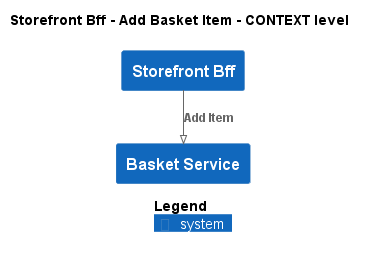 Storefront Bff - Add Basket Item - CONTEXT level
Storefront Bff
Add Item
Basket Service
Legend
system